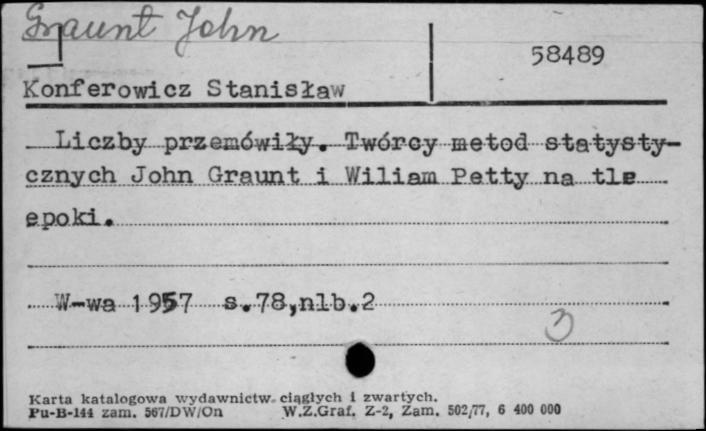 Graunt John
58489
Konferowicz Stanisław
Liczby przemówiły. Twórcy metod statysty-
cznych John Graunt i Wiliam Petty na tle
epoki.
W-wa 1957 s.78,nlb.2
3
Karta katalogowa wydawnictw ciągłych i zwartych.
Pu-B-144 zam. 567/DW/On W.Z.Graf. Z-2, Zam. 502/77, 6 400 000